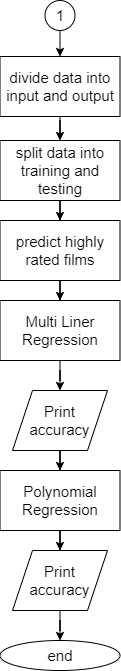 1
divide data into
input and output
split data into
training and
testing
predict highly
rated films
Multi Liner
Regression
Print
accuracy
Polynomial
Regression
Print
accuracy
end